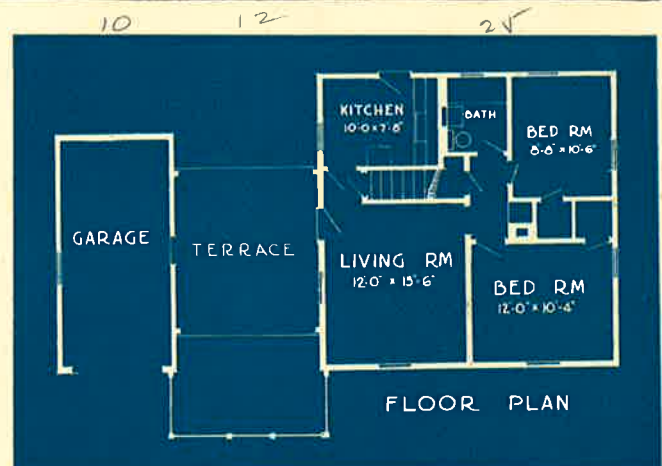 10 12 25
KITCHEN
10-0 x 7-8"
BATH
BED RM
8-8" x 10-6"
GARAGE
TERRACE
LIVING RM
12-0" x 15-6"
BED RM
12-0" x 10-4"
FLOOR PLAN